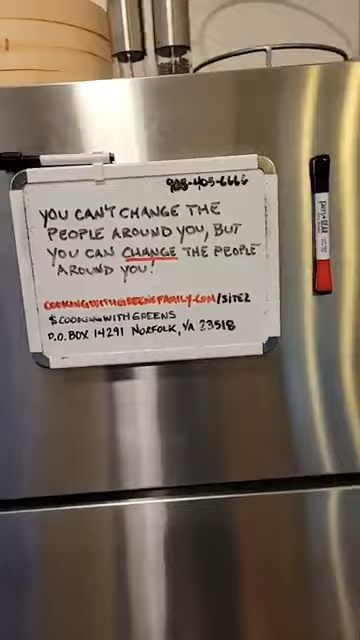 908-405-6666
YOU CAN'T CHANGE THE
PEOPLE AROUND YOU, BUT
YOU CAN CHANGE THE PEOPLE
AROUND YOU!
COOKINGWITHGREENSFAMILY.COM/SITE2
$COOKINGWITHGREENS
P.O. BOX 14291 NORFOLK, VA 23518